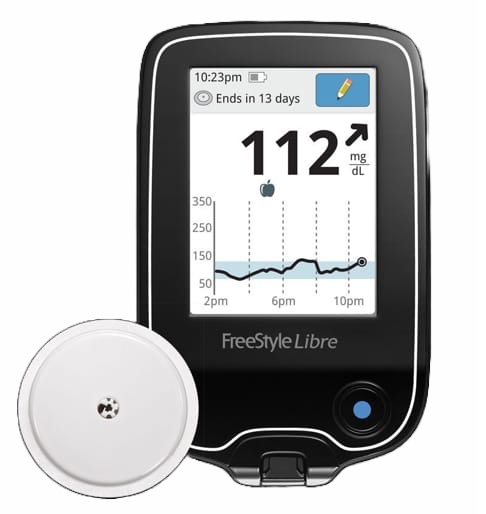 10:23pm
Ends in 13 days
112 mg/dL
350
250
150
50
2pm 6pm 10pm
FreeStyle Libre